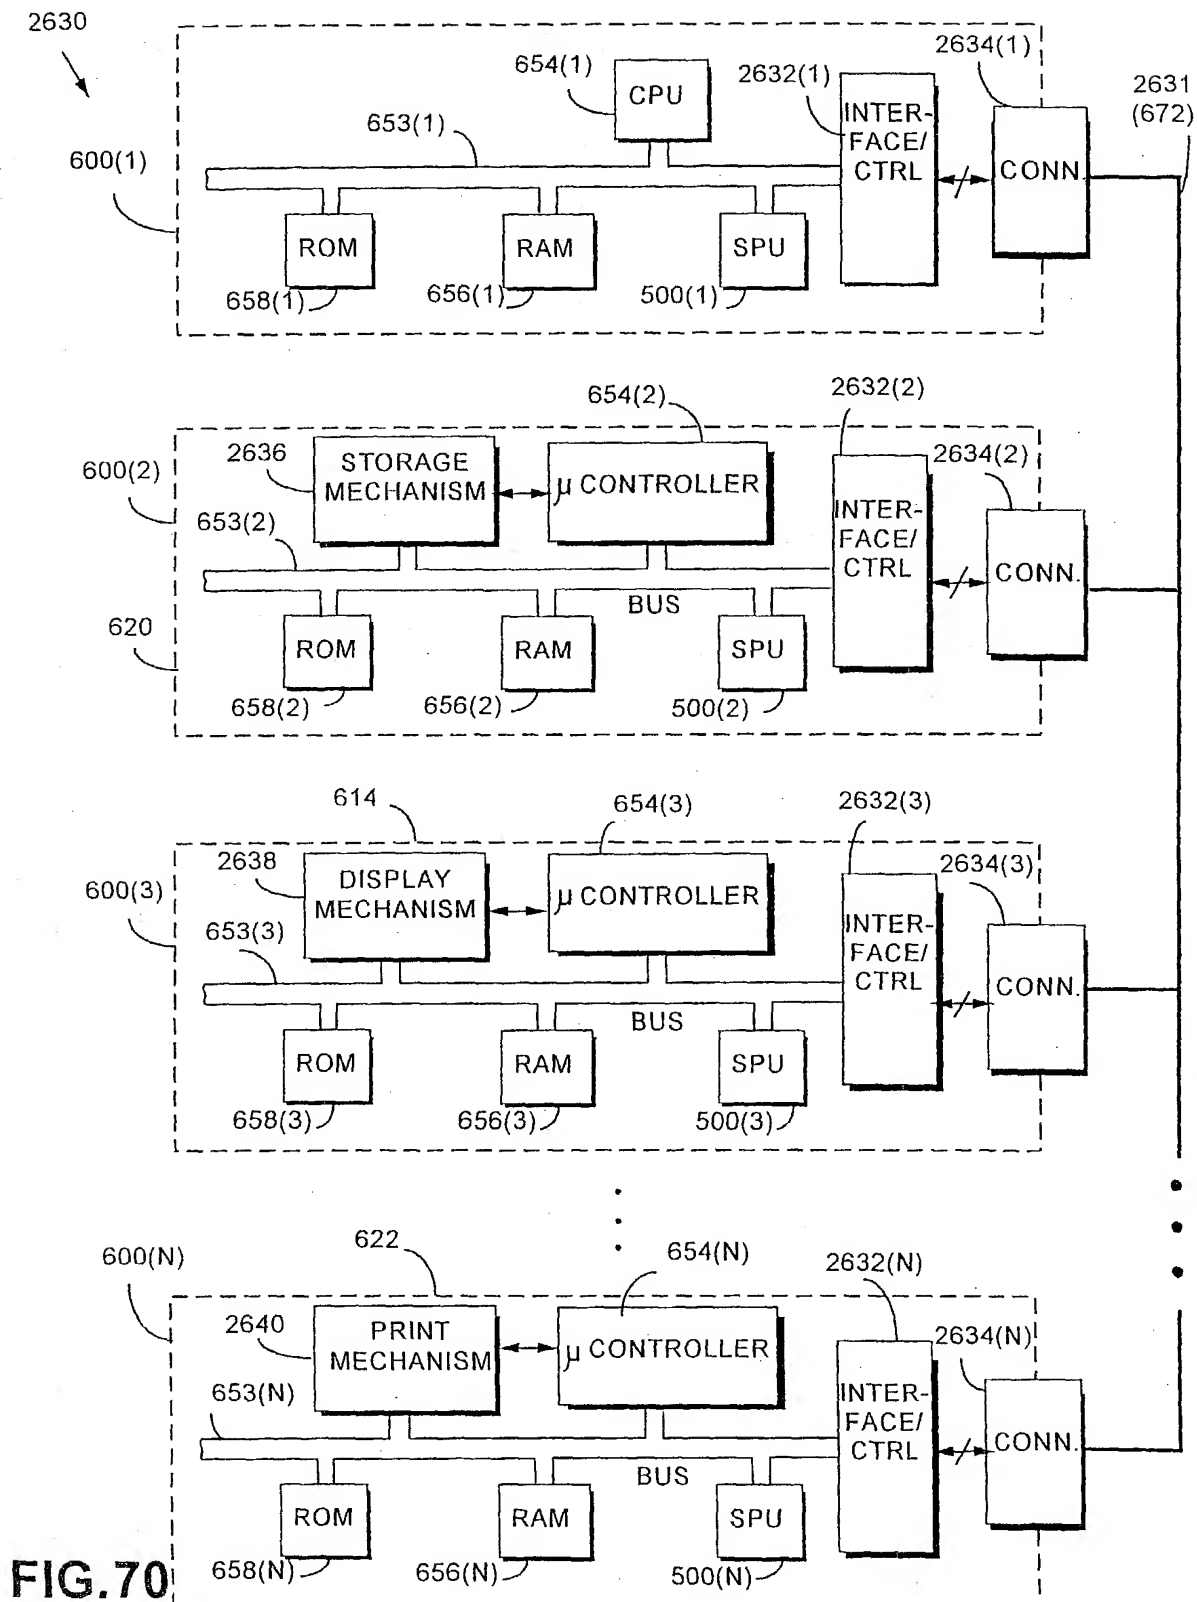 2630
600(1)
654(1)
CPU
2632(1)
INTER-
FACE/
CTRL
2634(1)
CONN.
2631
(672)
653(1)
ROM
658(1)
RAM
656(1)
SPU
500(1)
600(2)
2636
STORAGE
MECHANISM
654(2)
μ CONTROLLER
2632(2)
INTER-
FACE/
CTRL
2634(2)
CONN.
653(2)
BUS
620
ROM
658(2)
RAM
656(2)
SPU
500(2)
614
600(3)
2638
DISPLAY
MECHANISM
654(3)
μ CONTROLLER
2632(3)
INTER-
FACE/
CTRL
2634(3)
CONN.
653(3)
BUS
ROM
658(3)
RAM
656(3)
SPU
500(3)
622
600(N)
2640
PRINT
MECHANISM
654(N)
μ CONTROLLER
2632(N)
INTER-
FACE/
CTRL
2634(N)
CONN.
653(N)
BUS
ROM
658(N)
RAM
656(N)
SPU
500(N)
FIG.70